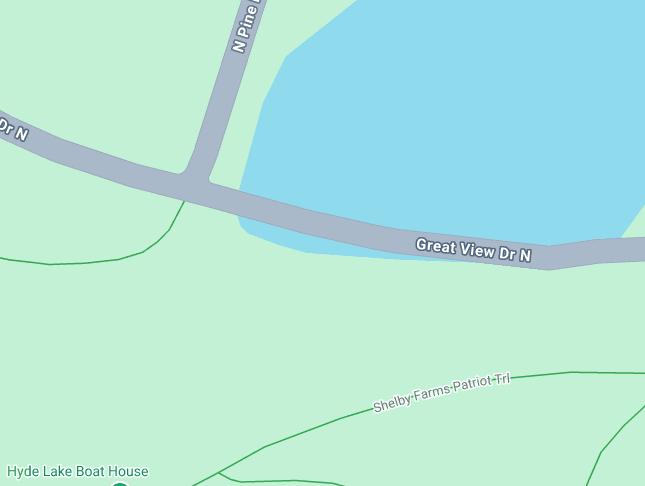 N Pine
Dr N
Great View Dr N
Shelby Farms Patriot Trl
Hyde Lake Boat House